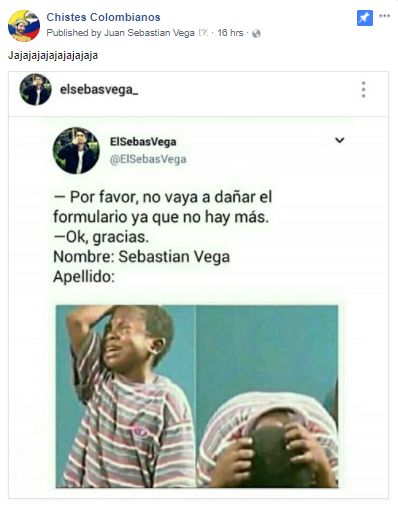 Chistes Colombianos
Published by Juan Sebastian Vega [?] · 16 hrs ·
Jajajajajajajajajaja
elsebasvega_
ElSebasVega
@ElSebasVega
— Por favor, no vaya a dañar el
formulario ya que no hay más.
—Ok, gracias.
Nombre: Sebastian Vega
Apellido: